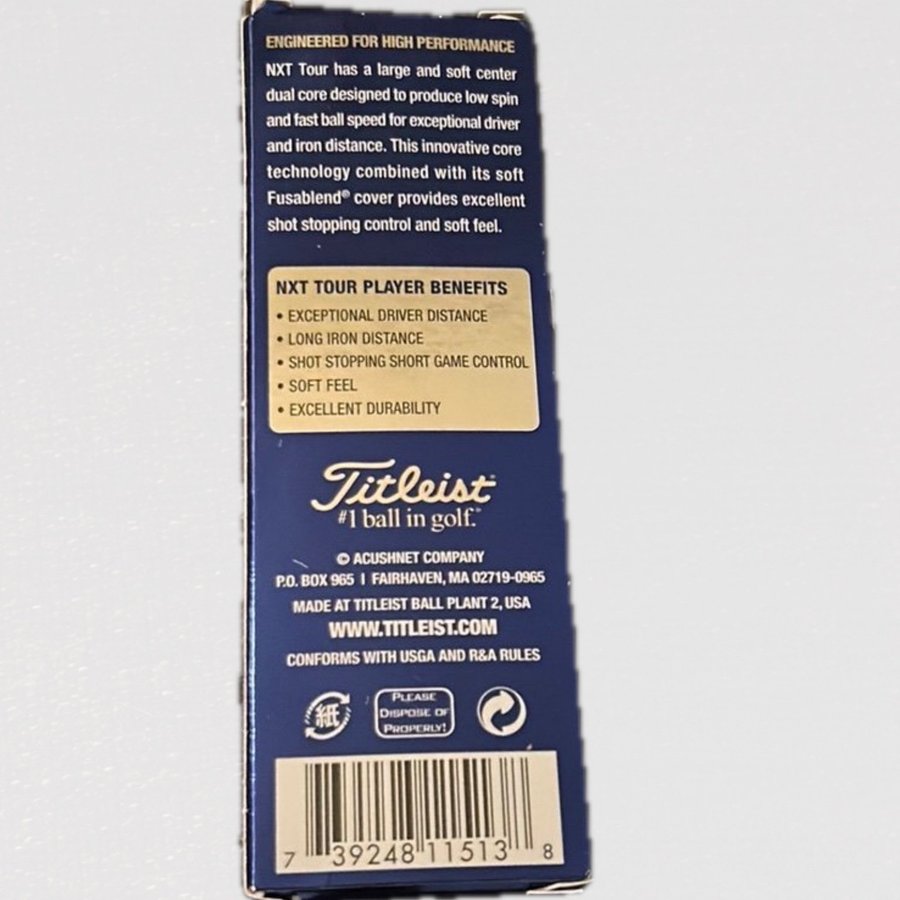 ENGINEERED FOR HIGH PERFORMANCE
NXT Tour has a large and soft center
dual core designed to produce low spin
and fast ball speed for exceptional driver
and iron distance. This innovative core
technology combined with its soft
Fusablend® cover provides excellent
shot stopping control and soft feel.
NXT TOUR PLAYER BENEFITS
• EXCEPTIONAL DRIVER DISTANCE
• LONG IRON DISTANCE
• SHOT STOPPING SHORT GAME CONTROL
• SOFT FEEL
• EXCELLENT DURABILITY
Titleist™
#1 ball in golf.™
© ACUSHNET COMPANY
P.O. BOX 965 | FAIRHAVEN, MA 02719-0965
MADE AT TITLEIST BALL PLANT 2, USA
WWW.TITLEIST.COM
CONFORMS WITH USGA AND R&A RULES
紙
PLEASE
DISPOSE OF
PROPERLY!
7 39248 11513 8